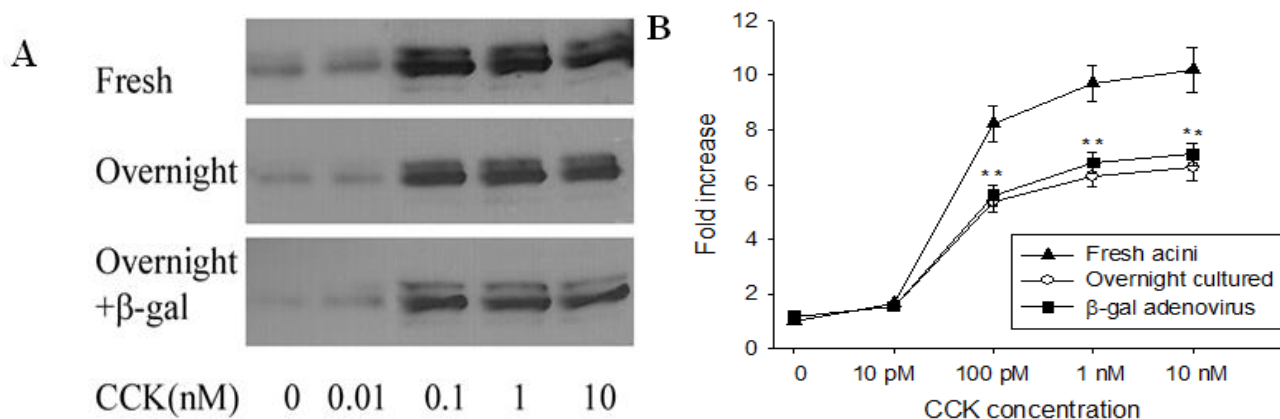 A
Fresh
Overnight
Overnight
+β-gal
CCK(nM) 0 0.01 0.1 1 10
B
Fold increase
12
10
8
6
4
2
0
**
**
**
Fresh acini
Overnight cultured
β-gal adenovirus
0 10 pM 100 pM 1 nM 10 nM
CCK concentration